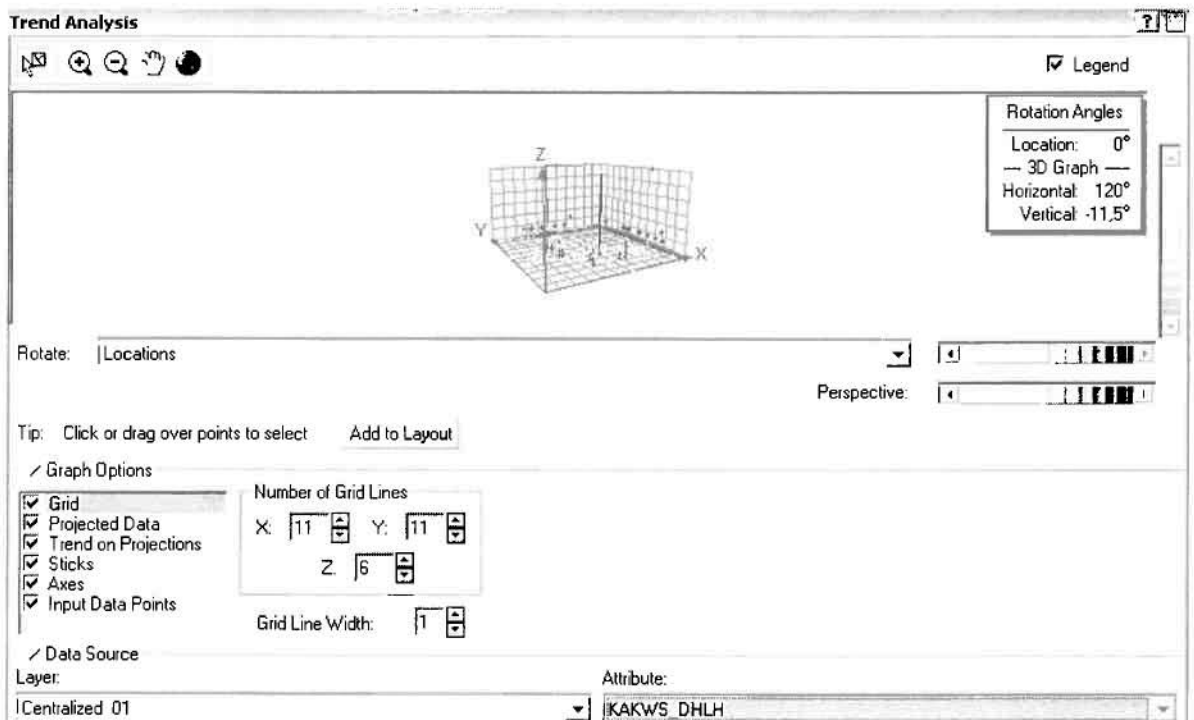 Trend Analysis
?
Legend
Rotation Angles
Location: 0°
3D Graph
Horizontal: 120°
Vertical: -11,5°
Z
Y
X
Rotate: Locations
Perspective:
Tip: Click or drag over points to select Add to Layout
Graph Options
Grid
Projected Data
Trend on Projections
Sticks
Axes
Input Data Points
Number of Grid Lines
X: 11 Y: 11
Z: 6
Grid Line Width: 1
Data Source
Layer: Attribute:
Centralized 01 KAKWS_DHLH